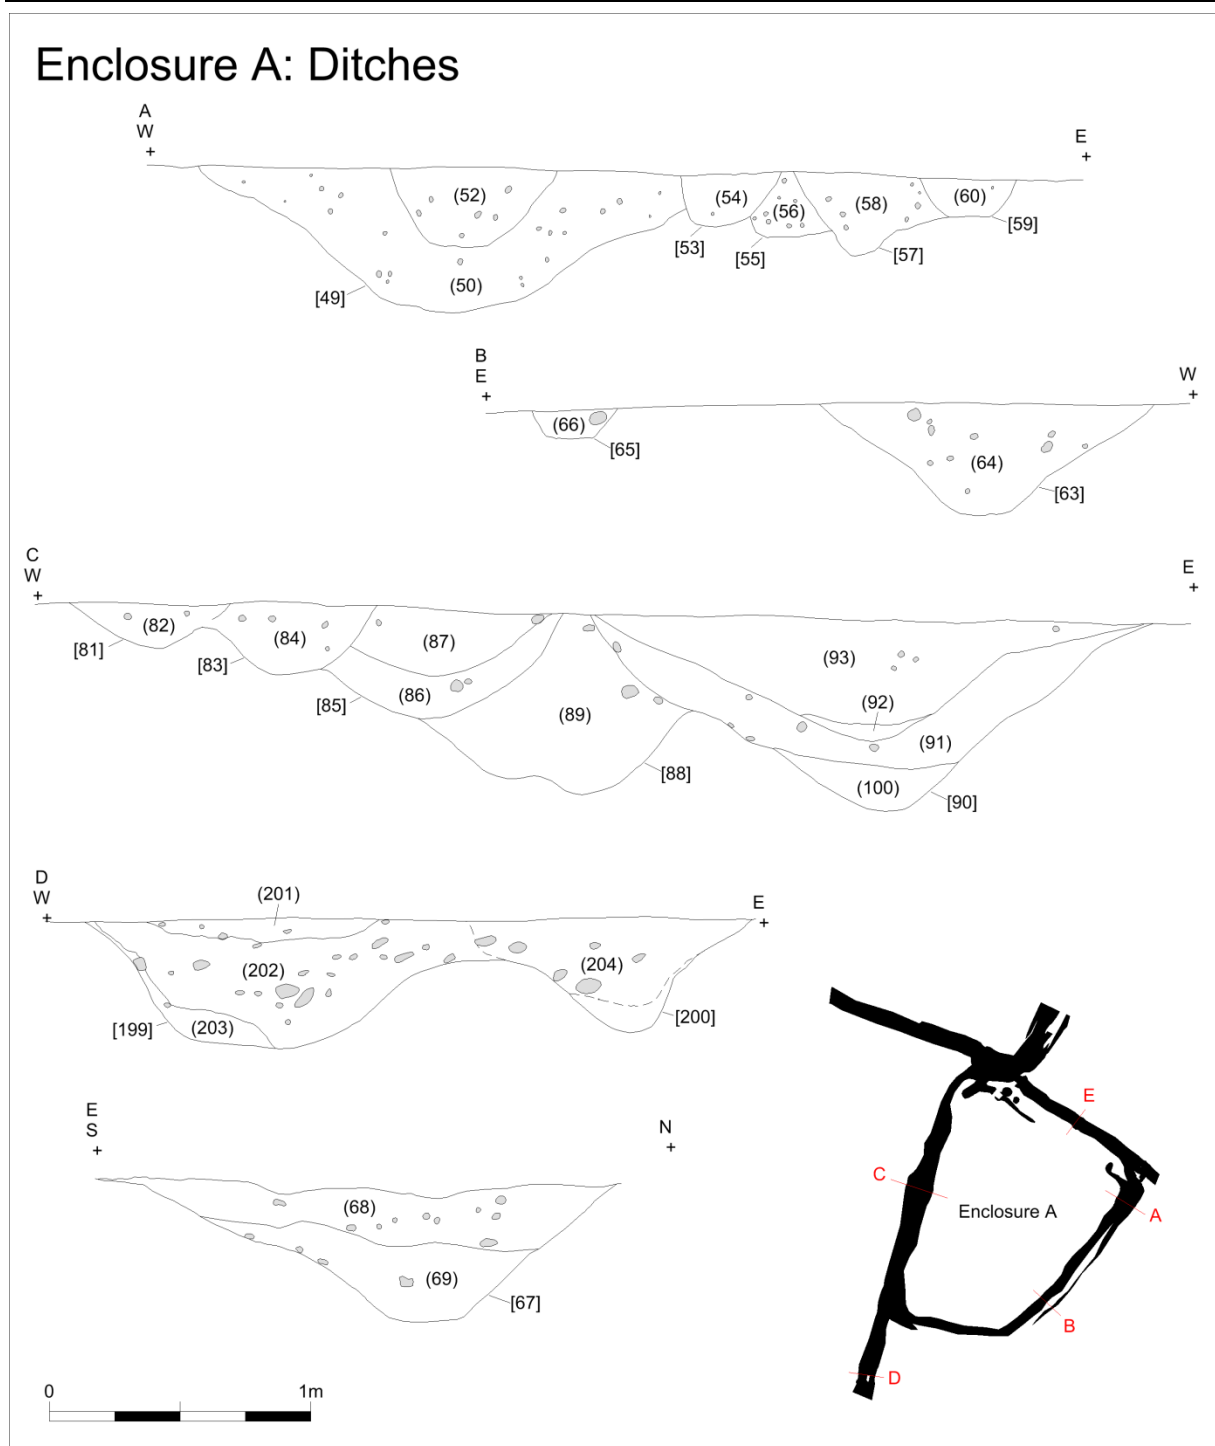 Enclosure A: Ditches
A
W
E
(52)
(54)
(56)
(58)
(60)
[59]
[53]
[55]
[57]
(50)
[49]
B
E
W
(66)
[65]
(64)
[63]
C
W
E
(82)
(84)
(87)
(93)
[81]
[83]
(86)
[85]
(89)
(92)
(91)
[88]
(100)
[90]
D
W
(201)
E
(202)
(204)
[199]
(203)
[200]
E
S
N
(68)
(69)
[67]
0 1m
E
C
Enclosure A
A
B
D